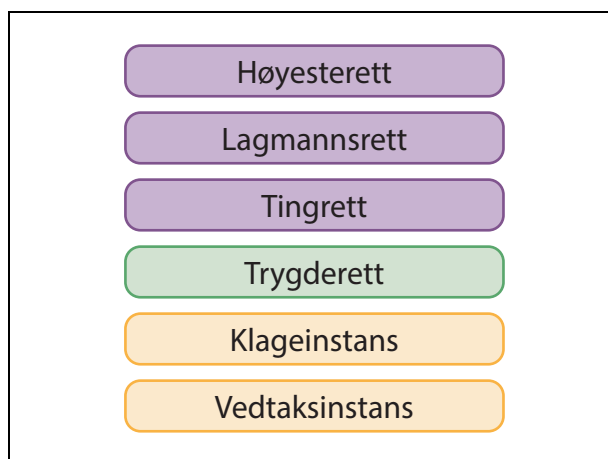 Høyesterett
Lagmannsrett
Tingrett
Trygderett
Klageinstans
Vedtaksinstans